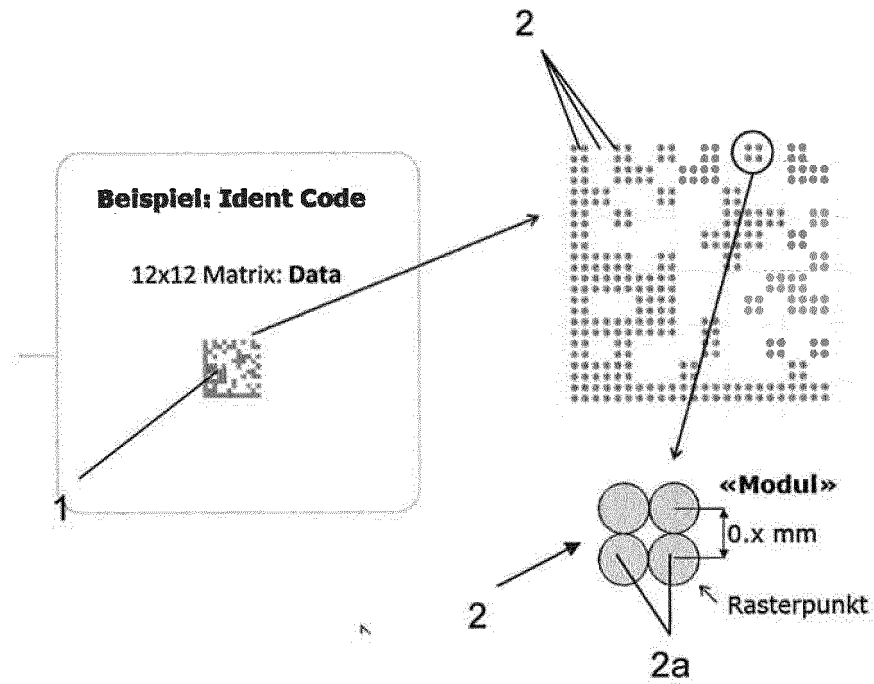 2
Beispiel: Ident Code
12x12 Matrix: Data
1
«Modul»
0.x mm
2
Rasterpunkt
2a